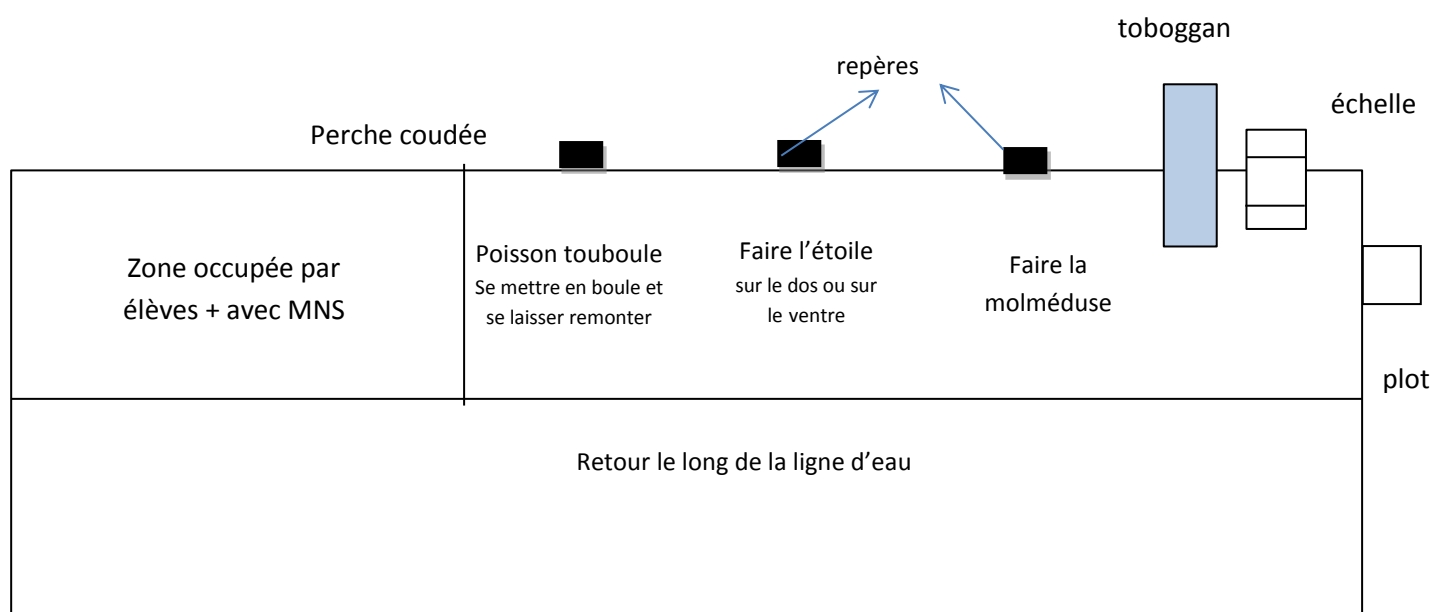 toboggan
repères
échelle
Perche coudée
Zone occupée par
élèves + avec MNS
Poisson touboule
Se mettre en boule et
se laisser remonter
Faire l’étoile
sur le dos ou sur
le ventre
Faire la
molméduse
plot
Retour le long de la ligne d’eau